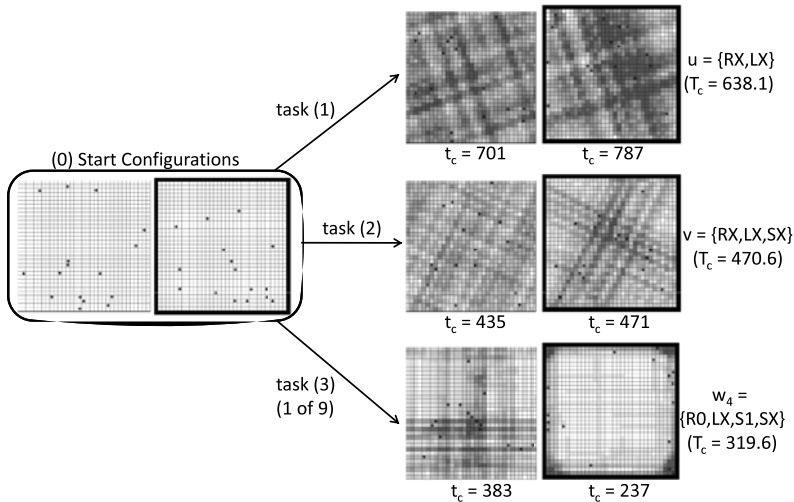 (0) Start Configurations
task (1)
t_c = 701
t_c = 787
u = {RX,LX}
(T_c = 638.1)
task (2)
t_c = 435
t_c = 471
v = {RX,LX,SX}
(T_c = 470.6)
task (3)
(1 of 9)
t_c = 383
t_c = 237
w_4 =
{R0,LX,S1,SX}
(T_c = 319.6)